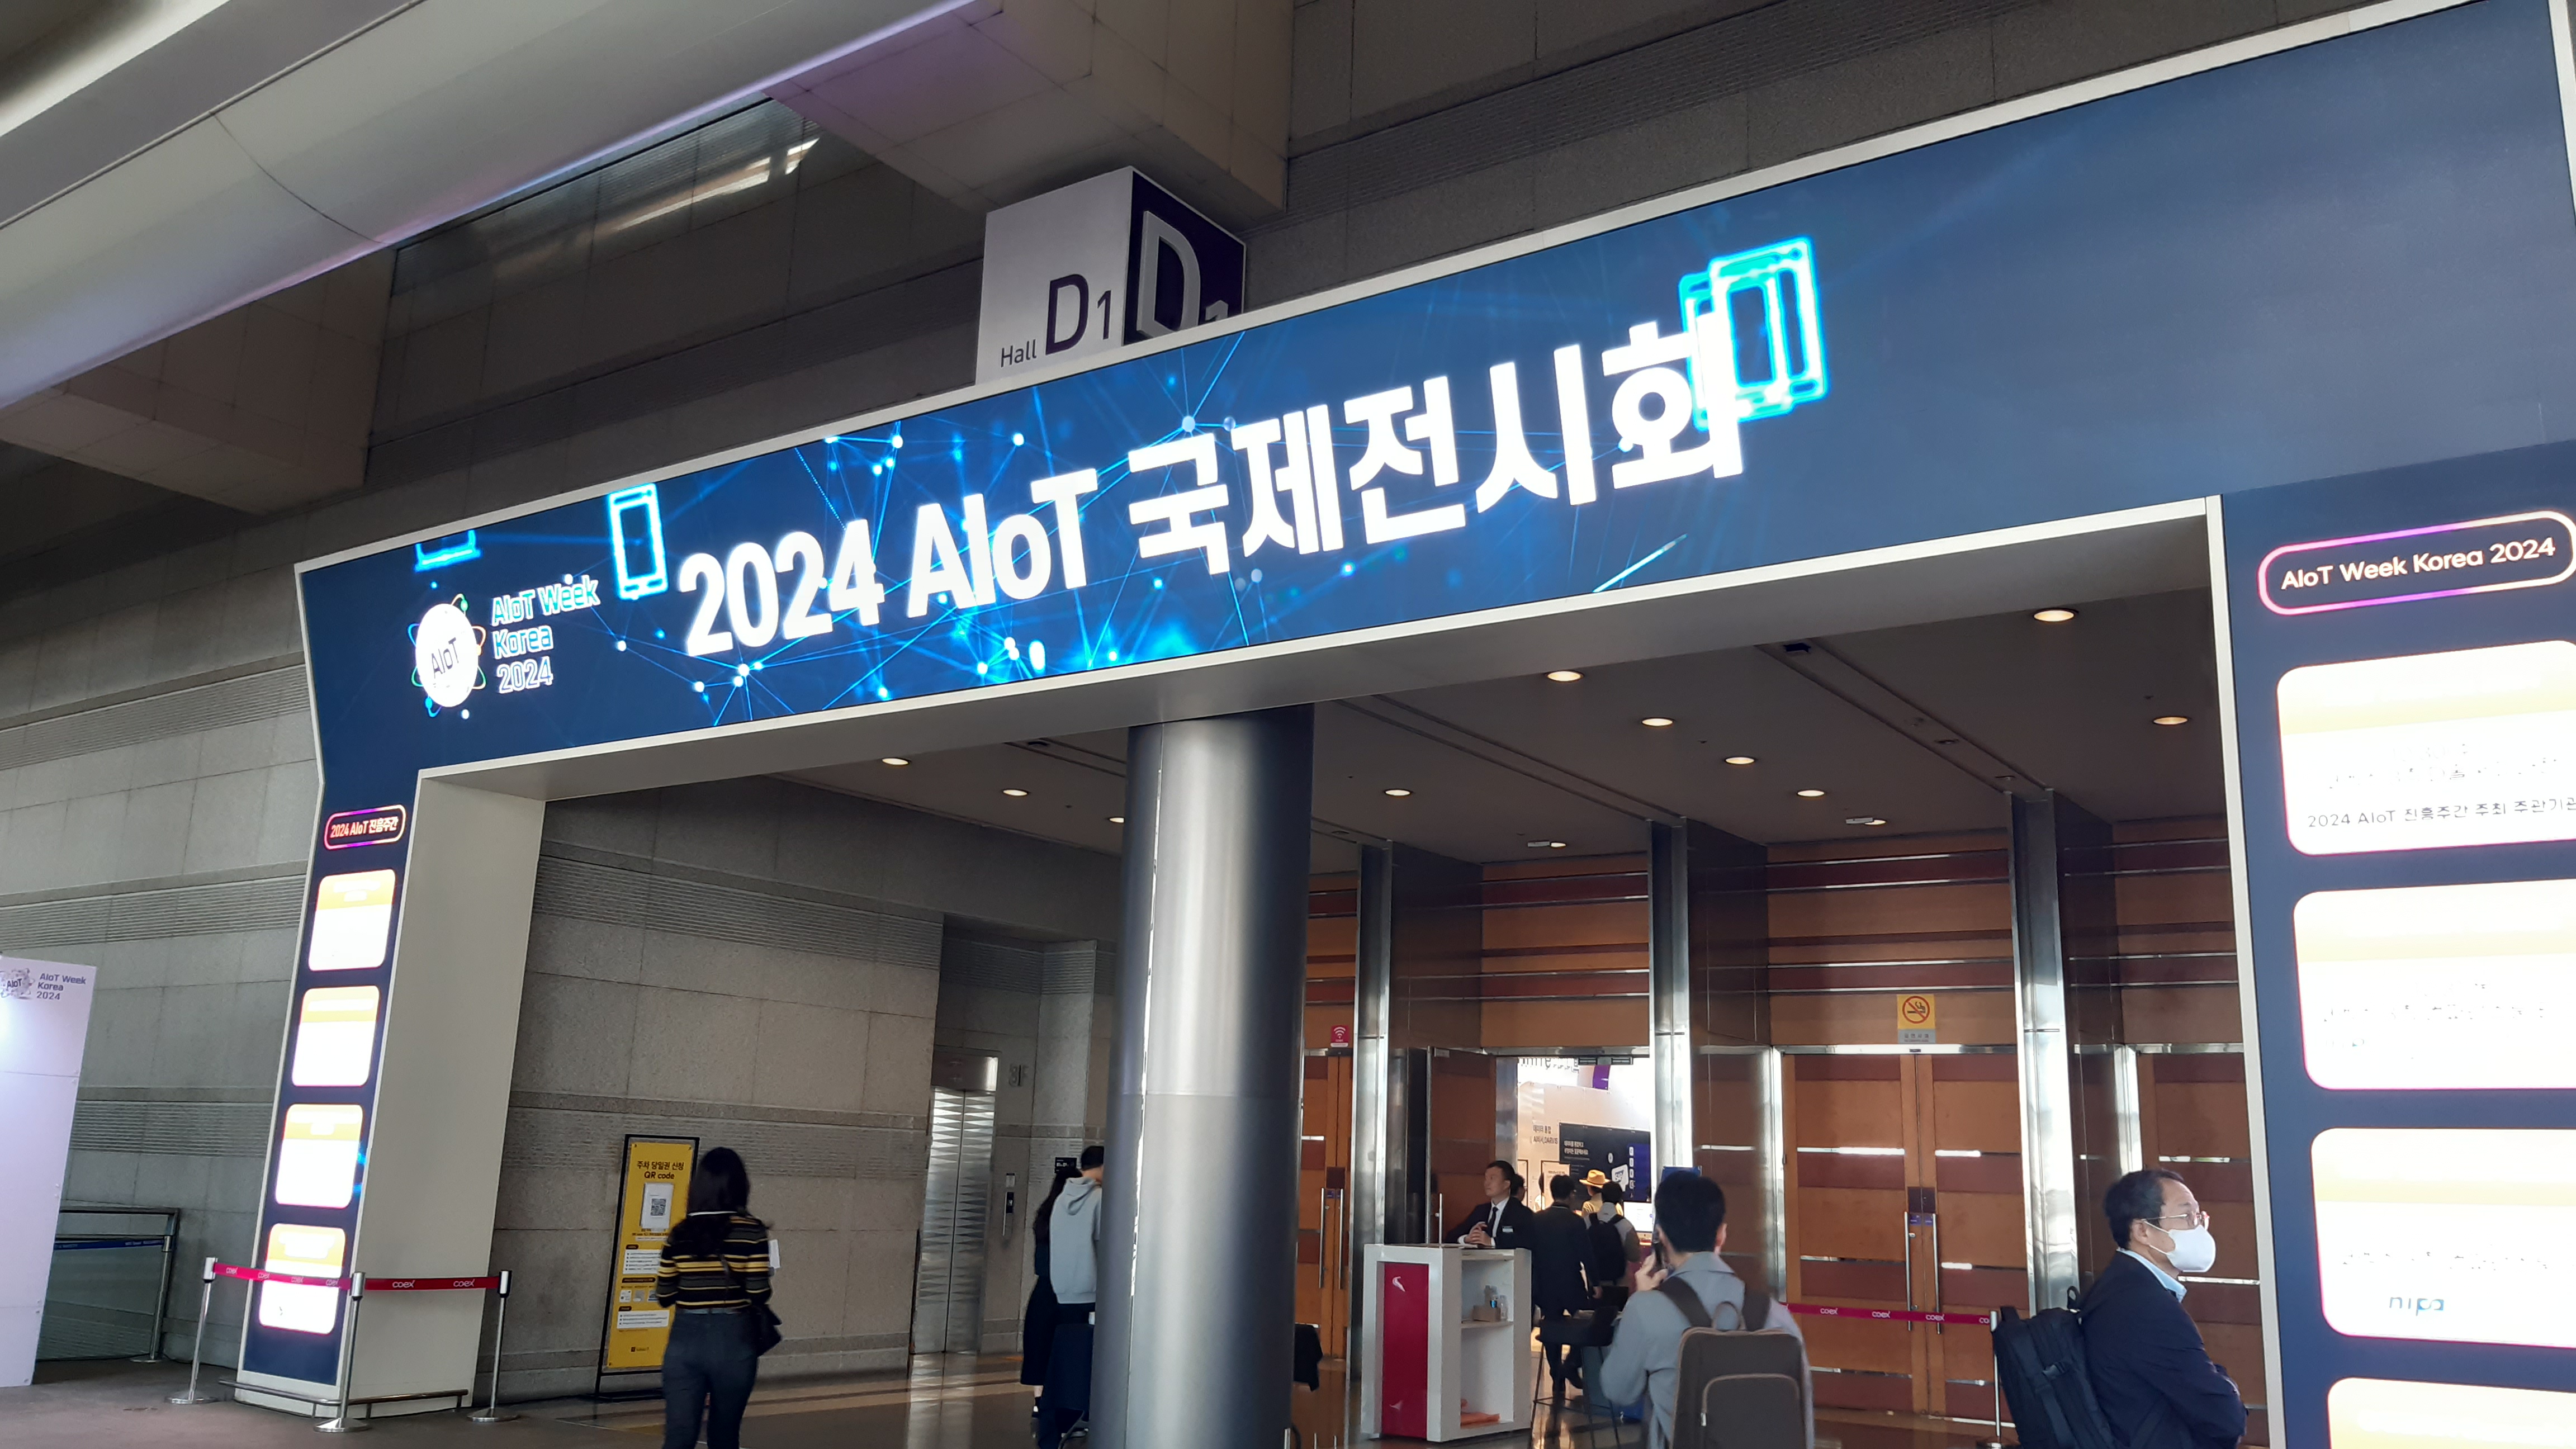 Hall D1
D1
2024 AIoT 국제전시회
AIoT
AIoT Week
Korea
2024
AIoT Week Korea 2024
2024 AIoT 진흥주간 주최 주관기관
nipa
2024 AIoT 진흥주간
AIoT
AIoT Week
Korea
2024
주차 당일권 신청
QR code
coex
coex
coex
coex
coex
coex